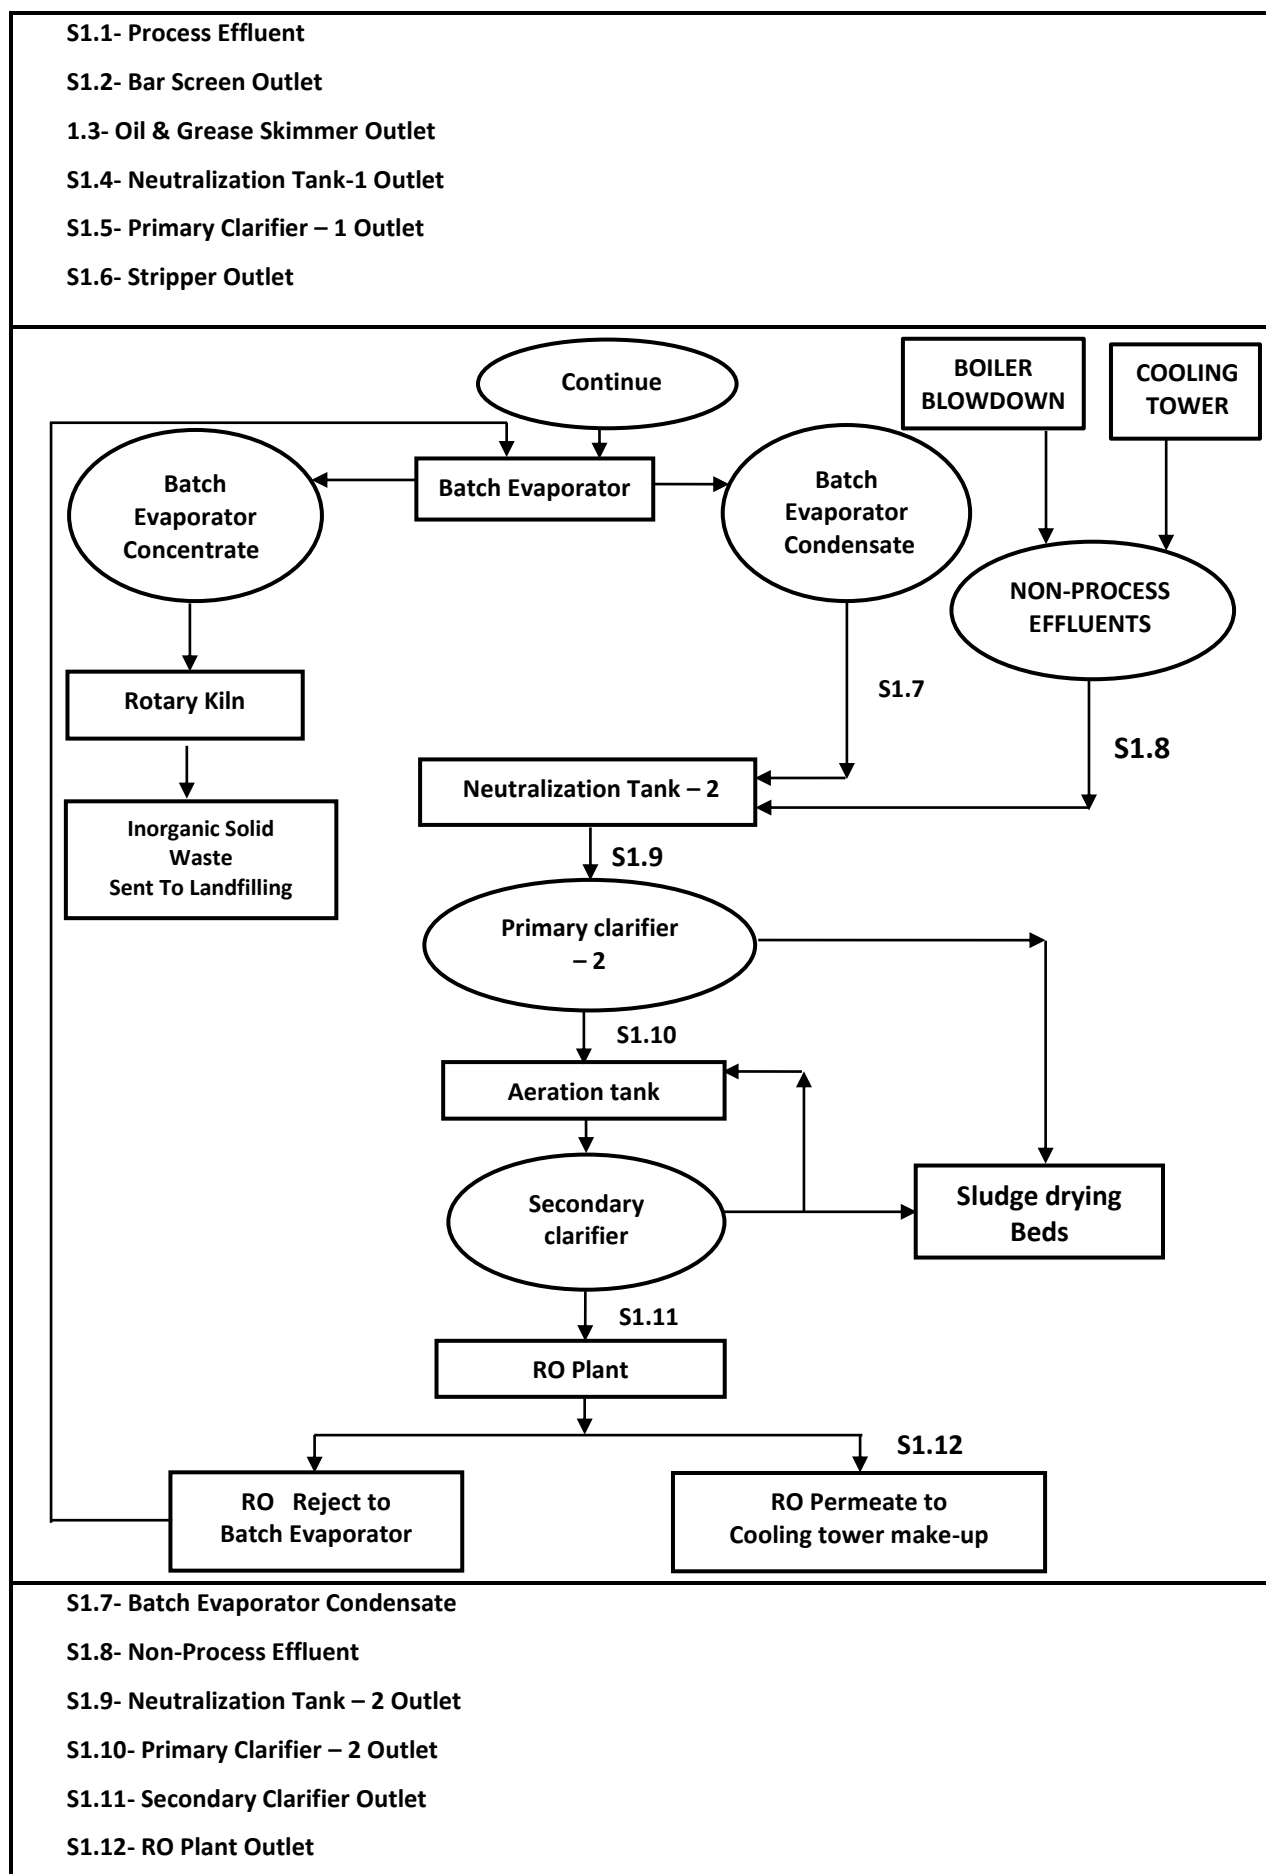 S1.1- Process Effluent
S1.2- Bar Screen Outlet
1.3- Oil & Grease Skimmer Outlet
S1.4- Neutralization Tank-1 Outlet
S1.5- Primary Clarifier – 1 Outlet
S1.6- Stripper Outlet
Continue
BOILER
BLOWDOWN
COOLING
TOWER
Batch
Evaporator
Concentrate
Batch Evaporator
Batch
Evaporator
Condensate
NON-PROCESS
EFFLUENTS
Rotary Kiln
S1.7
S1.8
Neutralization Tank – 2
Inorganic Solid
Waste
Sent To Landfilling
S1.9
Primary clarifier
– 2
S1.10
Aeration tank
Secondary
clarifier
Sludge drying
Beds
S1.11
RO Plant
S1.12
RO Reject to
Batch Evaporator
RO Permeate to
Cooling tower make-up
S1.7- Batch Evaporator Condensate
S1.8- Non-Process Effluent
S1.9- Neutralization Tank – 2 Outlet
S1.10- Primary Clarifier – 2 Outlet
S1.11- Secondary Clarifier Outlet
S1.12- RO Plant Outlet